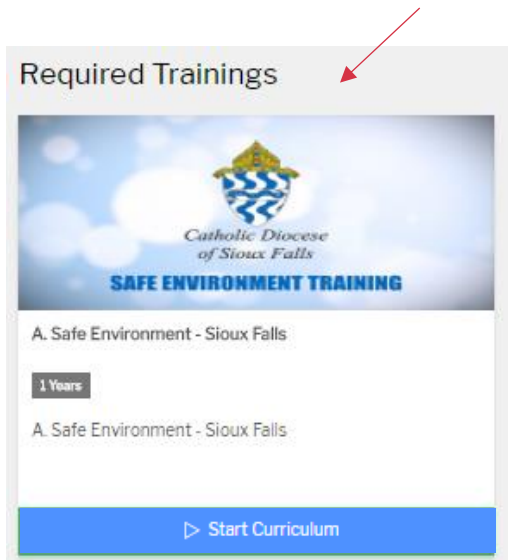 Required Trainings
Catholic Diocese
of Sioux Falls
SAFE ENVIRONMENT TRAINING
A. Safe Environment - Sioux Falls
1 Years
A. Safe Environment - Sioux Falls
Start Curriculum